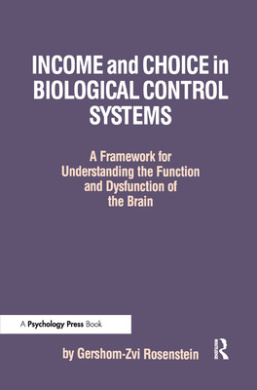 INCOME and CHOICE in
BIOLOGICAL CONTROL
SYSTEMS
A Framework for
Understanding the Function
and Dysfunction of
the Brain
A Psychology Press Book
by Gershom-Zvi Rosenstein
R
Routledge